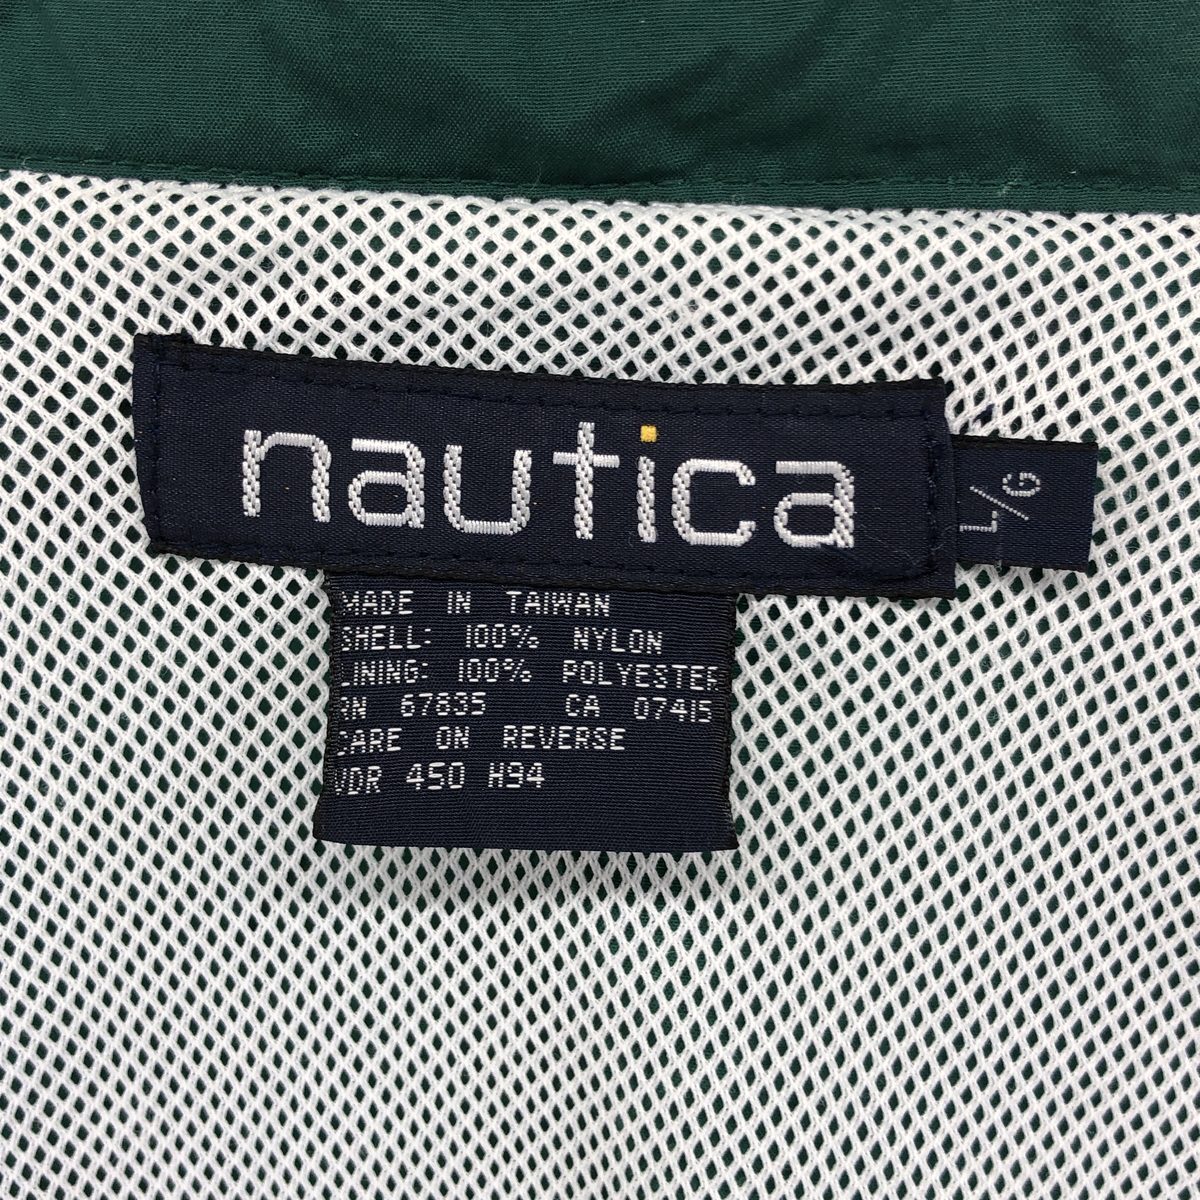 nautica
L/G
MADE IN TAIWAN
SHELL: 100% NYLON
LINING: 100% POLYESTER
RN 67835 CA 07415
CARE ON REVERSE
VDR 450 H94